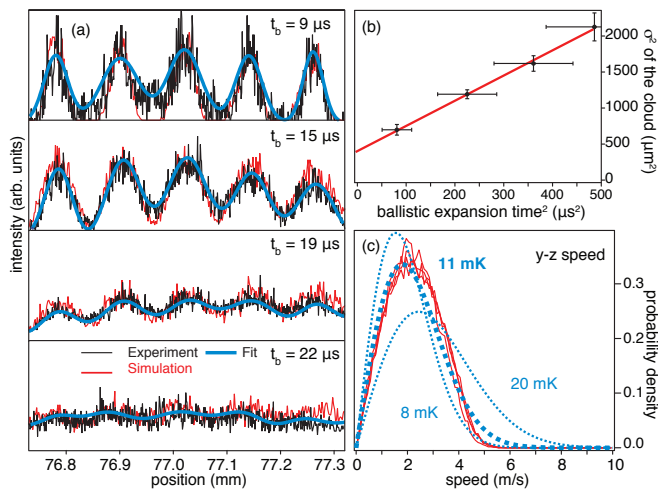 (a)
t_b = 9 µs
t_b = 15 µs
t_b = 19 µs
t_b = 22 µs
Experiment
Fit
Simulation
intensity (arb. units)
76.8 76.9 77.0 77.1 77.2 77.3
position (mm)
(b)
2000
1500
1000
500
0
σ² of the cloud (µm²)
0 100 200 300 400 500
ballistic expansion time² (µs²)
(c)
11 mK
y-z speed
20 mK
8 mK
0.3
0.2
0.1
0.0
probability density
0 2 4 6 8 10
speed (m/s)